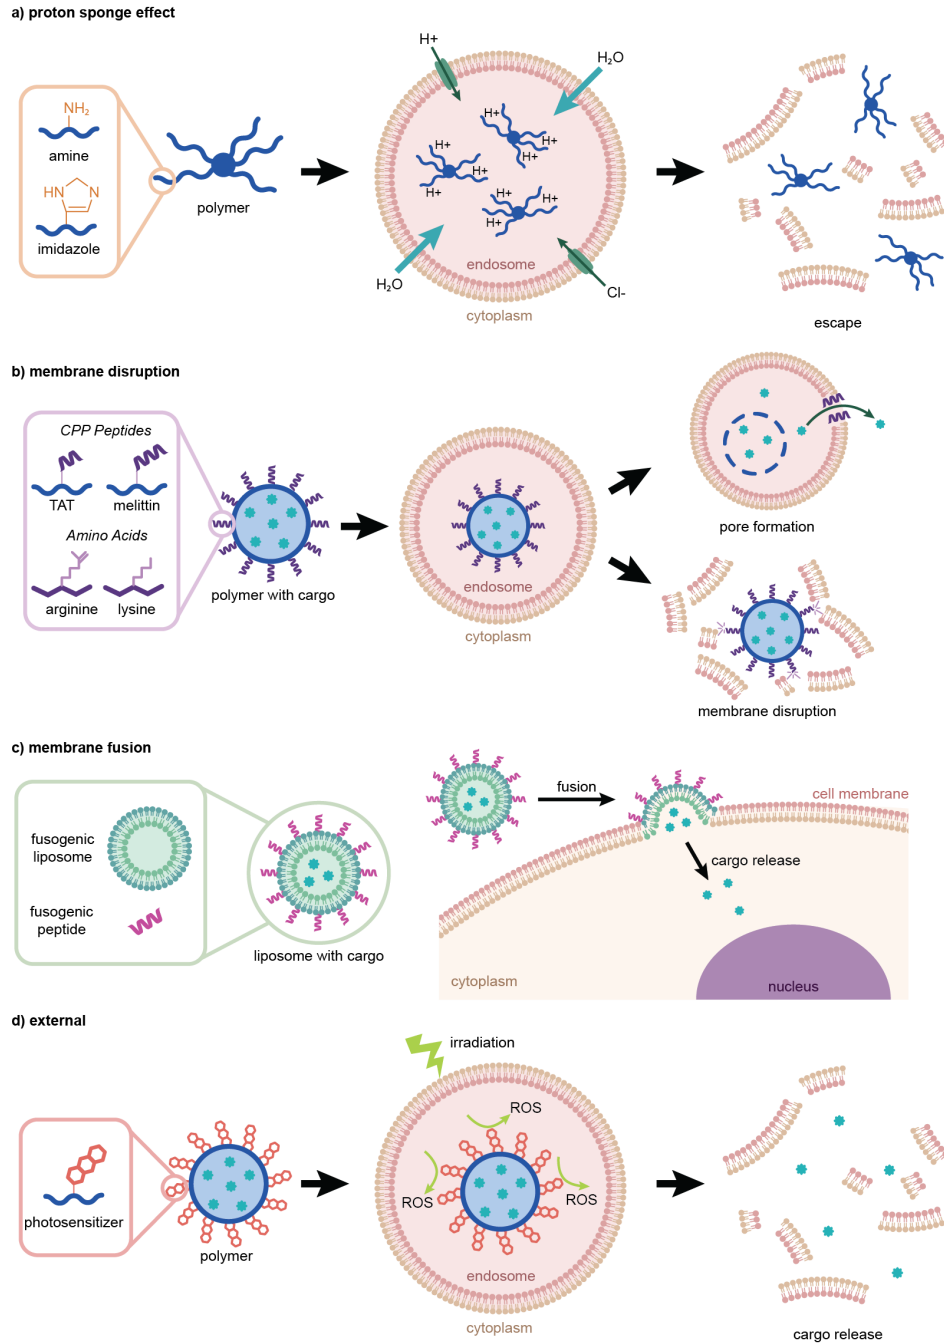 a) proton sponge effect
NH₂
amine
HN
N
imidazole
polymer
H+
H₂O
H+
H+
H+
H+
H+
H+
H+
H+
H+
endosome
H₂O
Cl-
cytoplasm
escape
b) membrane disruption
CPP Peptides
TAT
melittin
Amino Acids
arginine
lysine
polymer with cargo
endosome
cytoplasm
pore formation
membrane disruption
c) membrane fusion
fusogenic
liposome
fusogenic
peptide
liposome with cargo
fusion
cell membrane
cargo release
cytoplasm
nucleus
d) external
photosensitizer
polymer
irradiation
ROS
ROS
ROS
endosome
cytoplasm
cargo release